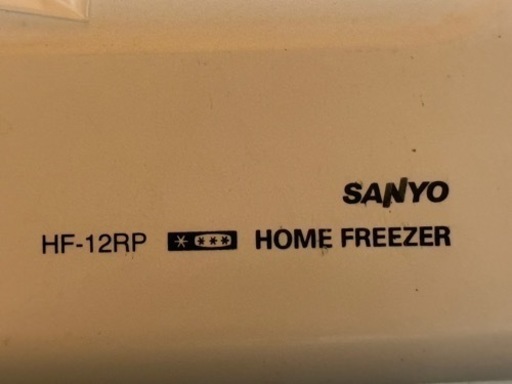 SANYO
HF-12RP * *** HOME FREEZER